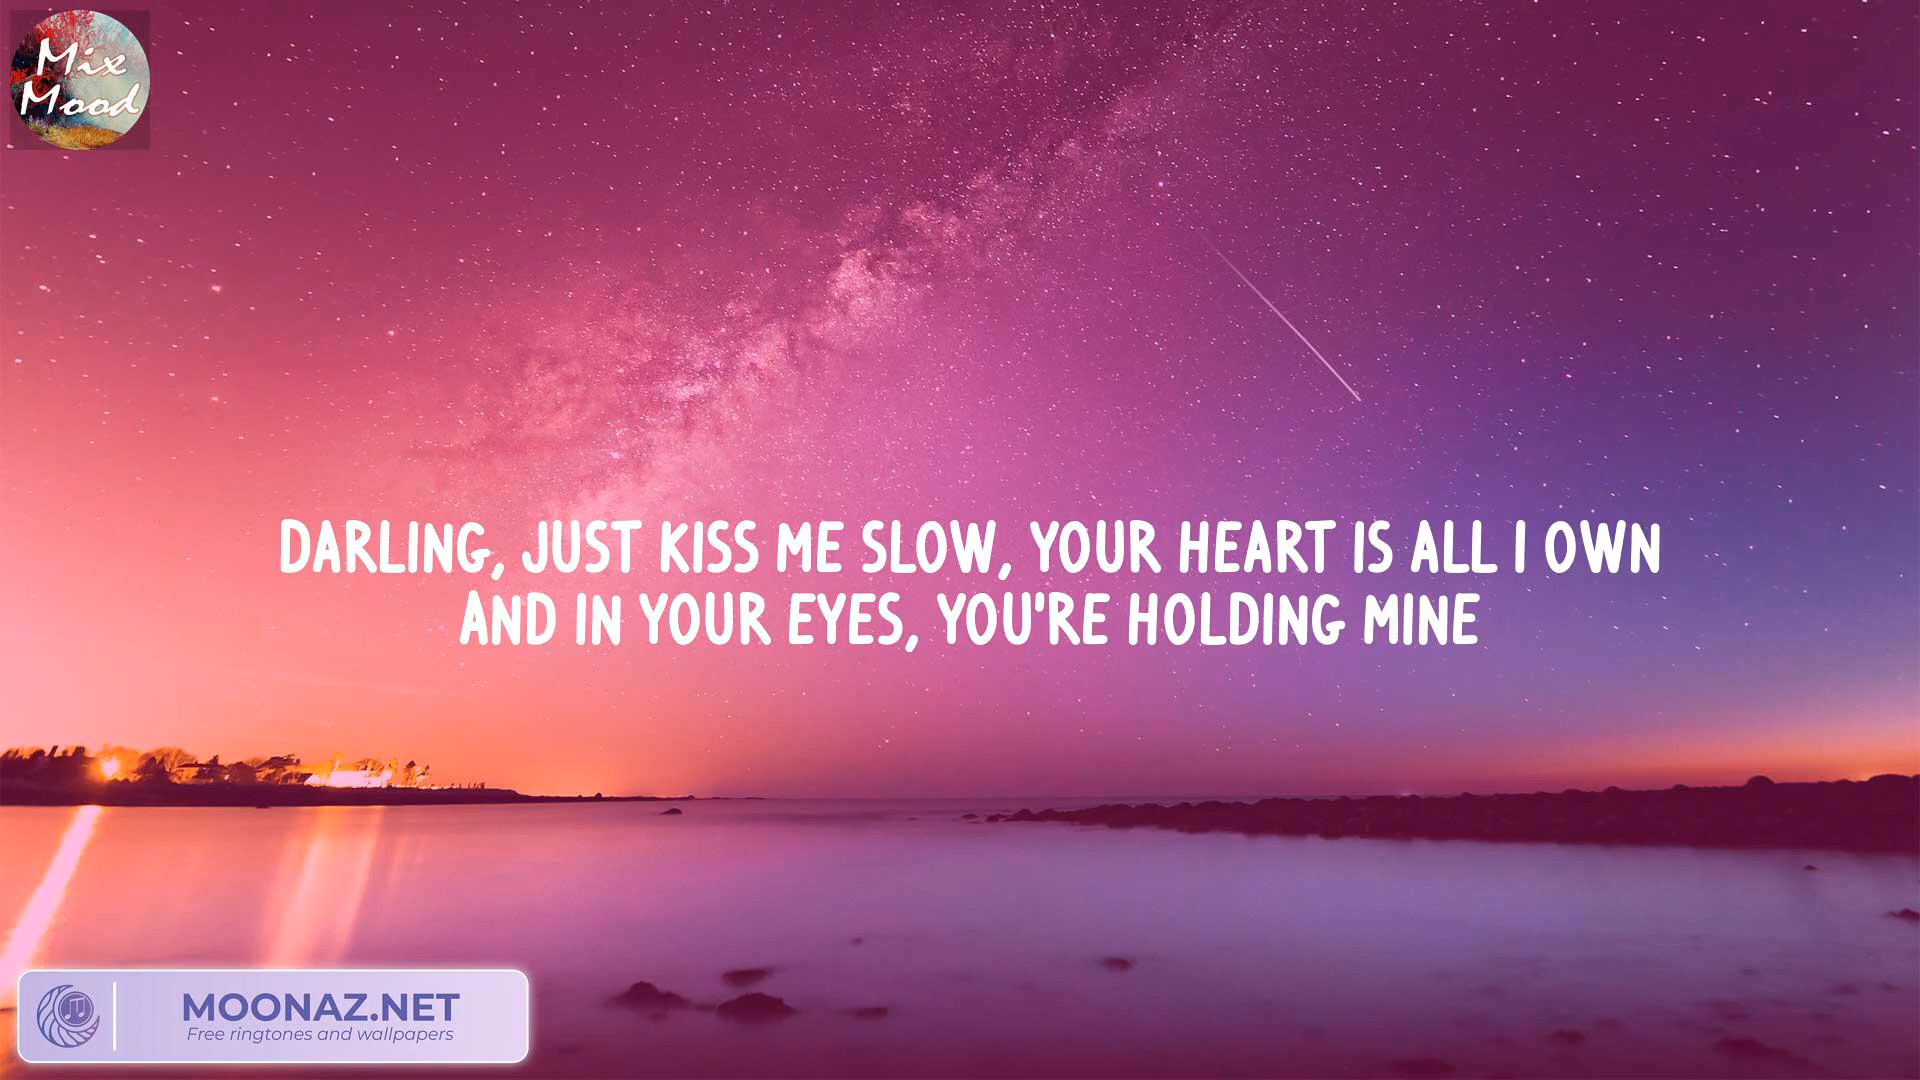 Mix
Mood
DARLING, JUST KISS ME SLOW, YOUR HEART IS ALL I OWN
AND IN YOUR EYES, YOU'RE HOLDING MINE
MOONAZ.NET
Free ringtones and wallpapers